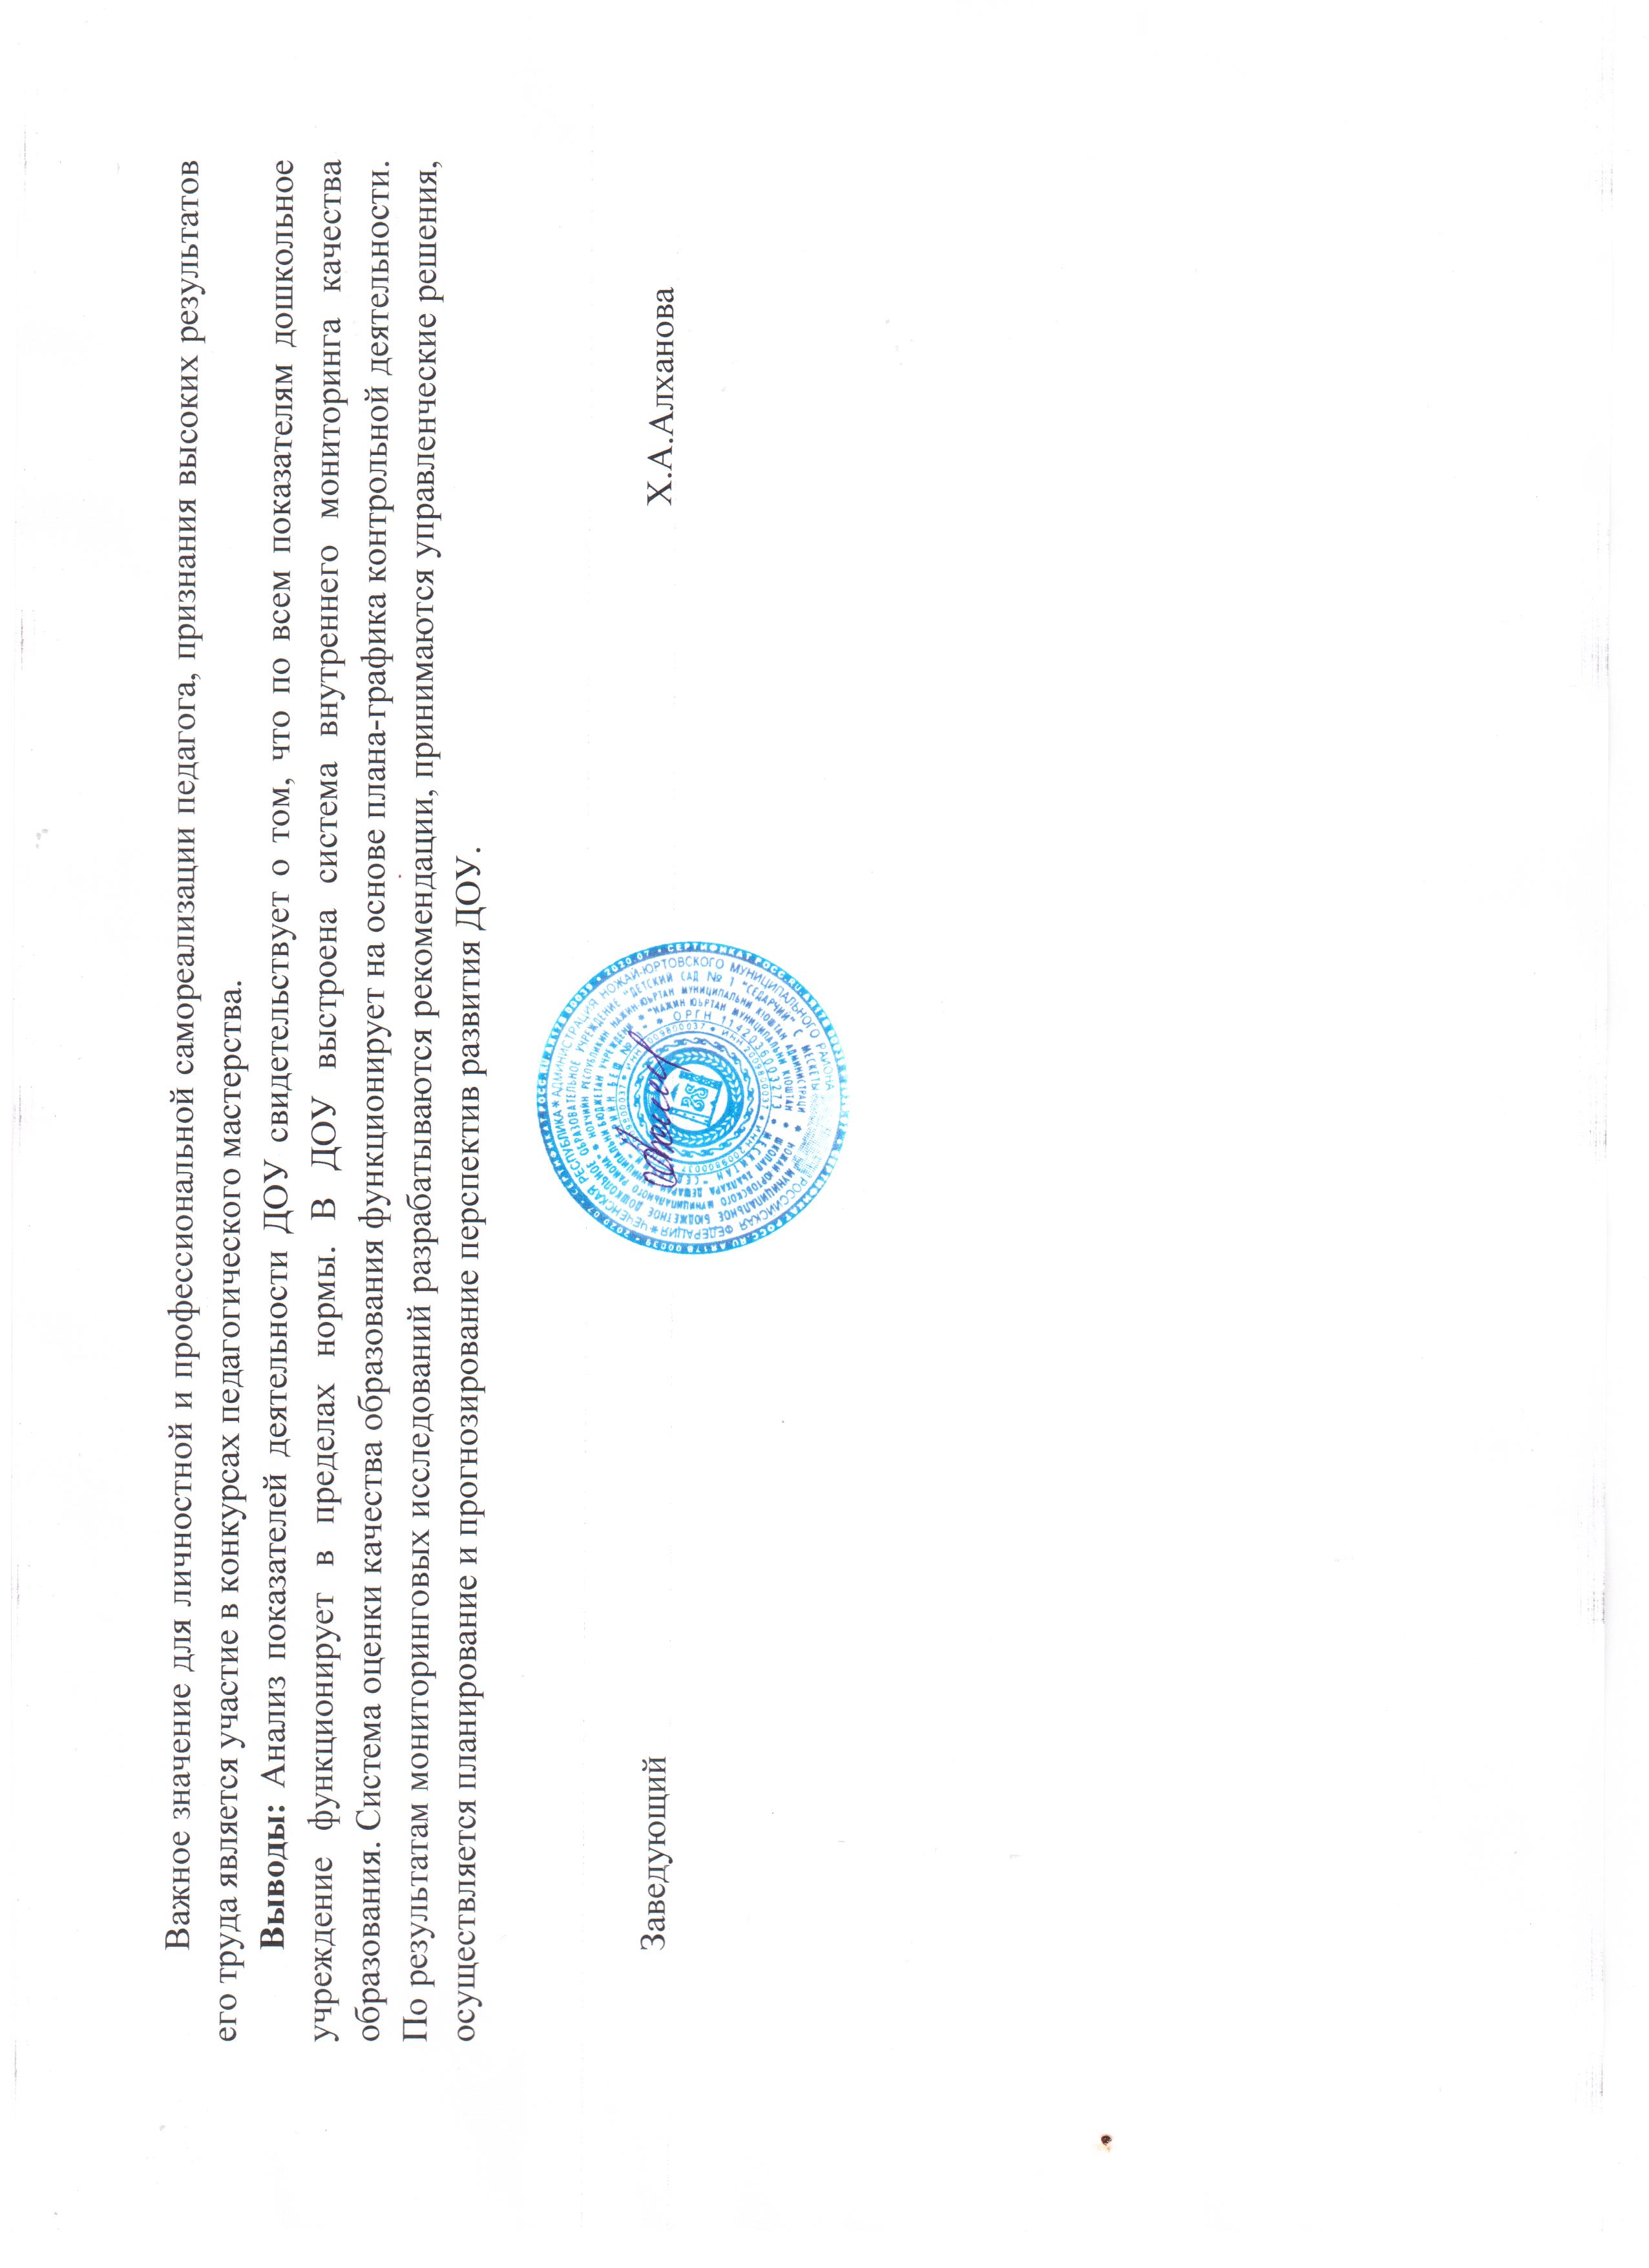 Важное значение для личностной и профессиональной самореализации педагога, признания высоких результатов
его труда является участие в конкурсах педагогического мастерства.
Выводы: Анализ показателей деятельности ДОУ свидетельствует о том, что по всем показателям дошкольное
учреждение функционирует в пределах нормы. В ДОУ выстроена система внутреннего мониторинга качества
образования. Система оценки качества образования функционирует на основе плана-графика контрольной деятельности.
По результатам мониторинговых исследований разрабатываются рекомендации, принимаются управленческие решения,
осуществляется планирование и прогнозирование перспектив развития ДОУ.
Заведующий Х.А.Алханова